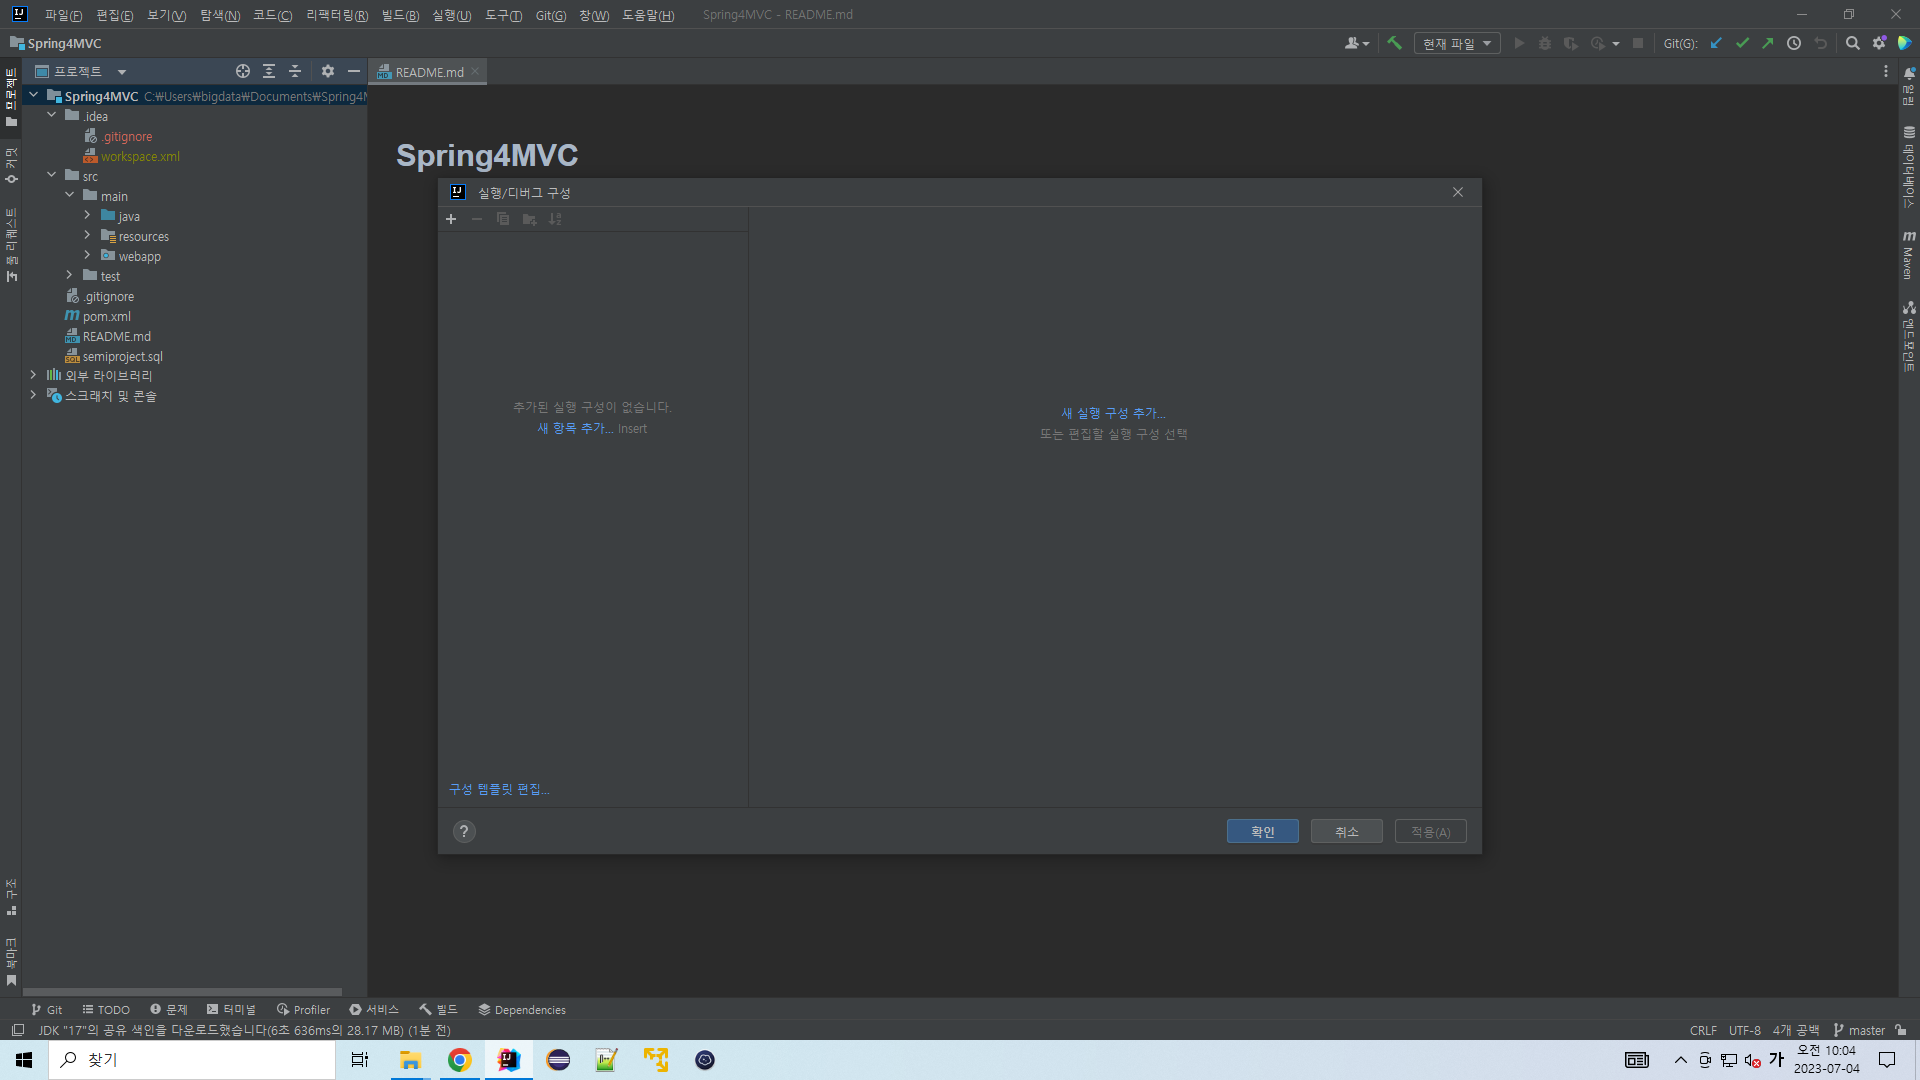 파일(F) 편집(E) 보기(V) 탐색(N) 코드(C) 리팩터링(R) 빌드(B) 실행(U) 도구(T) Git(G) 창(W) 도움말(H) Spring4MVC - README.md
Spring4MVC 현재 파일 Git(G):
프로젝트 README.md
Spring4MVC C:₩Users₩bigdata₩Documents₩Spring4M
.idea
.gitignore
workspace.xml
src
main
java
resources
webapp
test
.gitignore
pom.xml
README.md
semiproject.sql
외부 라이브러리
스크래치 및 콘솔
프로젝트
커밋
풀 리퀘스트
구조
북마크
Spring4MVC
실행/디버그 구성
추가된 실행 구성이 없습니다.
새 항목 추가... Insert
새 실행 구성 추가...
또는 편집할 실행 구성 선택
구성 템플릿 편집...
?
확인 취소 적용(A)
알림
데이터베이스
Maven
엔드포인트
Git TODO 문제 터미널 Profiler 서비스 빌드 Dependencies
JDK "17"의 공유 색인을 다운로드했습니다(6초 636ms의 28.17 MB) (1분 전) CRLF UTF-8 4개 공백 master
찾기 가 오전 10:04
2023-07-04